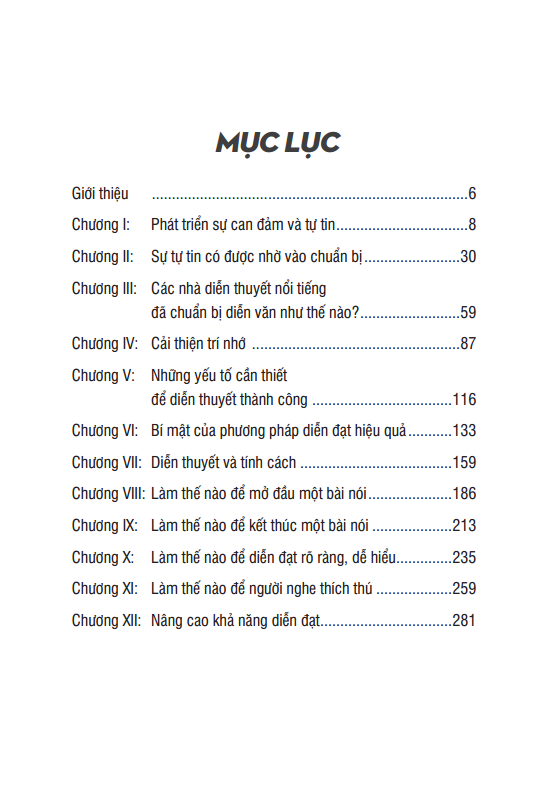 MỤC LỤC
Giới thiệu ................................................................................6
Chương I: Phát triển sự can đảm và tự tin.................................8
Chương II: Sự tự tin có được nhờ vào chuẩn bị........................30
Chương III: Các nhà diễn thuyết nổi tiếng
đã chuẩn bị diễn văn như thế nào?.........................59
Chương IV: Cải thiện trí nhớ ....................................................87
Chương V: Những yếu tố cần thiết
để diễn thuyết thành công ...................................116
Chương VI: Bí mật của phương pháp diễn đạt hiệu quả...........133
Chương VII: Diễn thuyết và tính cách ......................................159
Chương VIII: Làm thế nào để mở đầu một bài nói.....................186
Chương IX: Làm thế nào để kết thúc một bài nói ....................213
Chương X: Làm thế nào để diễn đạt rõ ràng, dễ hiểu..............235
Chương XI: Làm thế nào để người nghe thích thú ...................259
Chương XII: Nâng cao khả năng diễn đạt.................................281